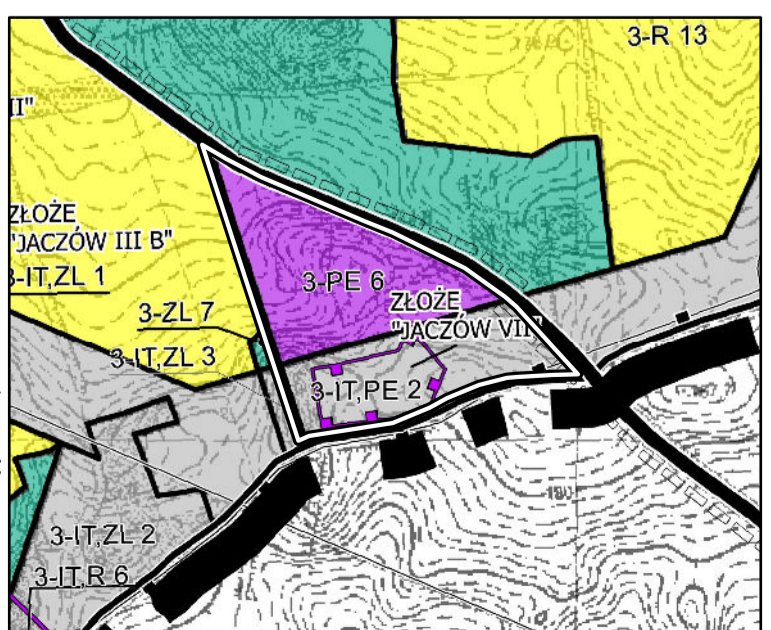 3-R 13
II"
ZŁOŻE
"JACZÓW III B"
3-IT,ZL 1
3-PE 6
3-ZL 7
ZŁOŻE
"JACZÓW VII"
3-IT,ZL 3
3-IT,PE 2
180
3-IT,ZL 2
3-IT,R 6